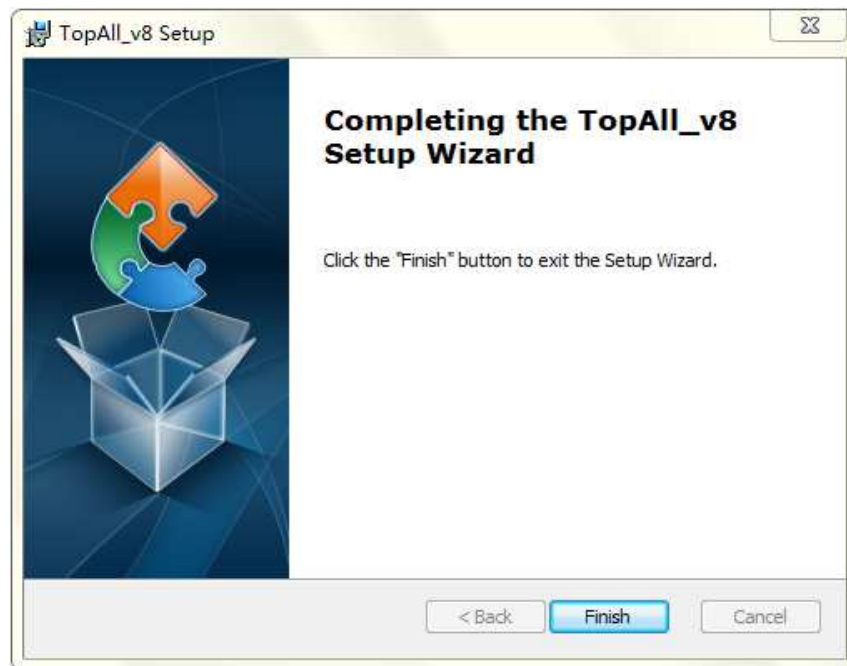 TopAll_v8 Setup
Completing the TopAll_v8
Setup Wizard
Click the "Finish" button to exit the Setup Wizard.
< Back
Finish
Cancel